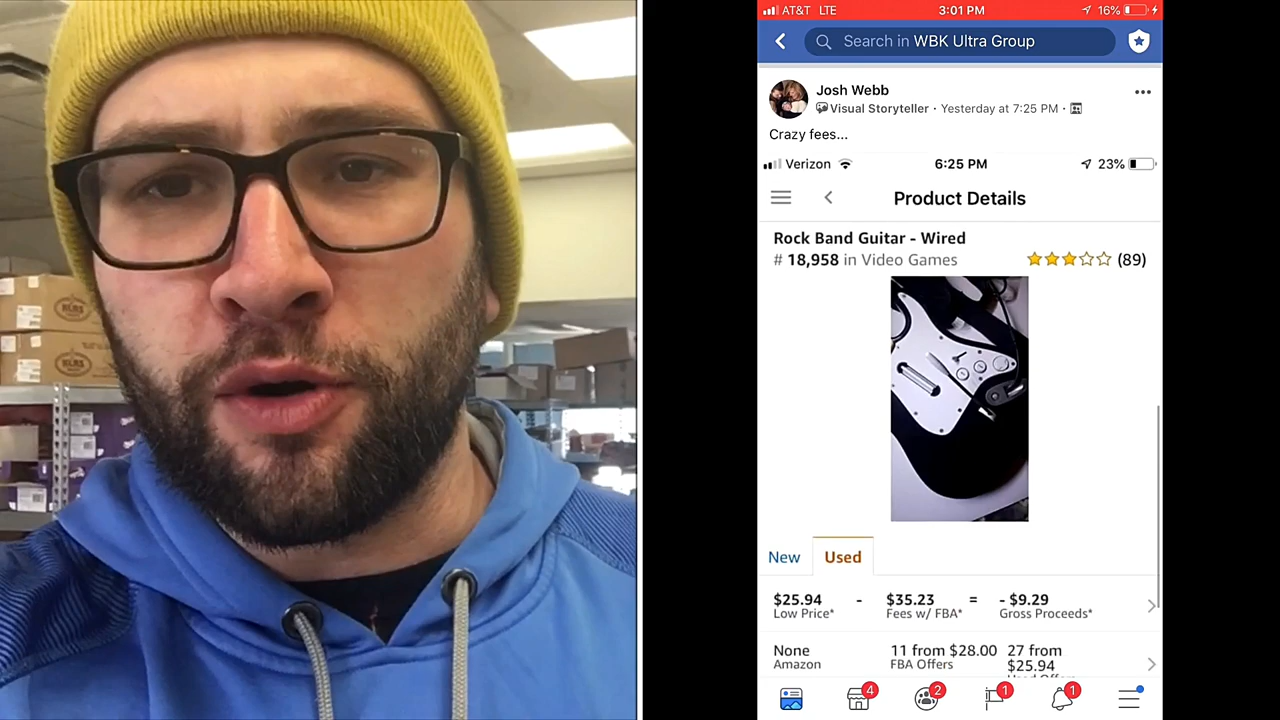 AT&T LTE 3:01 PM 16%
Search in WBK Ultra Group
Josh Webb
Visual Storyteller · Yesterday at 7:25 PM ·
Crazy fees...
Verizon 6:25 PM 23%
Product Details
Rock Band Guitar - Wired
# 18,958 in Video Games (89)
New Used
$25.94 - $35.23 = - $9.29
Low Price* Fees w/ FBA* Gross Proceeds*
None 11 from $28.00 27 from
Amazon FBA Offers $25.94
4 2 1 1